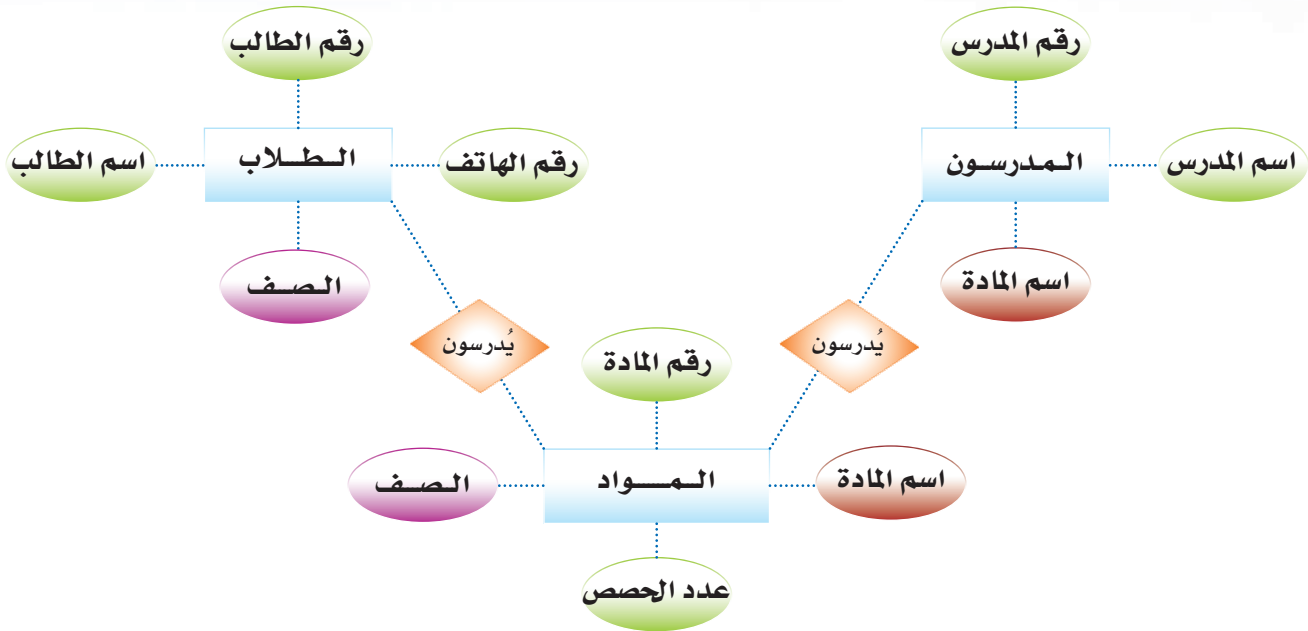 رقم المدرس
رقم الطالب
المدرسون
اسم المدرس
الطلاب
رقم الهاتف
اسم الطالب
اسم المادة
الصف
يُدرسون
يُدرسون
رقم المادة
اسم المادة
المواد
الصف
عدد الحصص